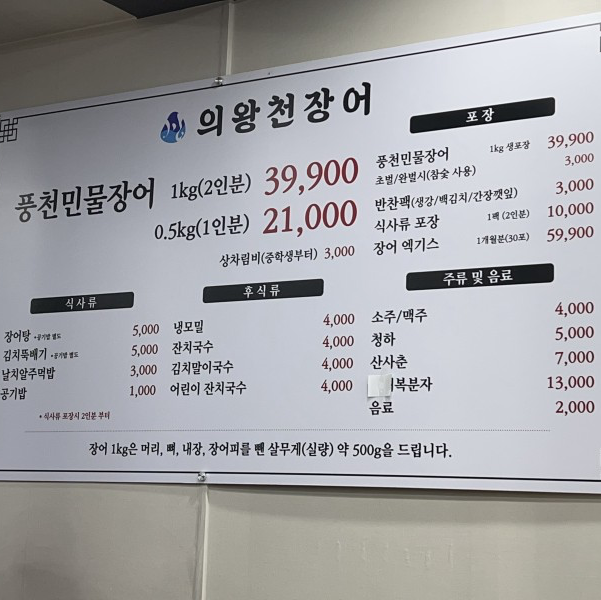 의왕천장어
풍천민물장어 1kg(2인분) 39,900
0.5kg(1인분) 21,000
상차림비(중학생부터) 3,000
포장
풍천민물장어 1kg 생포장 39,900
초벌/완벌시(참숯 사용) 3,000
반찬팩(생강/백김치/간장깻잎) 3,000
식사류 포장 1팩 (2인분) 10,000
장어 엑기스 1개월분(30포) 59,900
식사류
장어탕 *공기밥 별도 5,000
김치뚝배기 *공기밥 별도 5,000
날치알주먹밥 3,000
공기밥 1,000
* 식사류 포장시 2인분 부터
후식류
냉모밀 4,000
잔치국수 4,000
김치말이국수 4,000
어린이 잔치국수 4,000
주류 및 음료
소주/맥주 4,000
청하 5,000
산사춘 7,000
복분자 13,000
음료 2,000
장어 1kg은 머리, 뼈, 내장, 장어피를 뺀 살무게(실량) 약 500g을 드립니다.